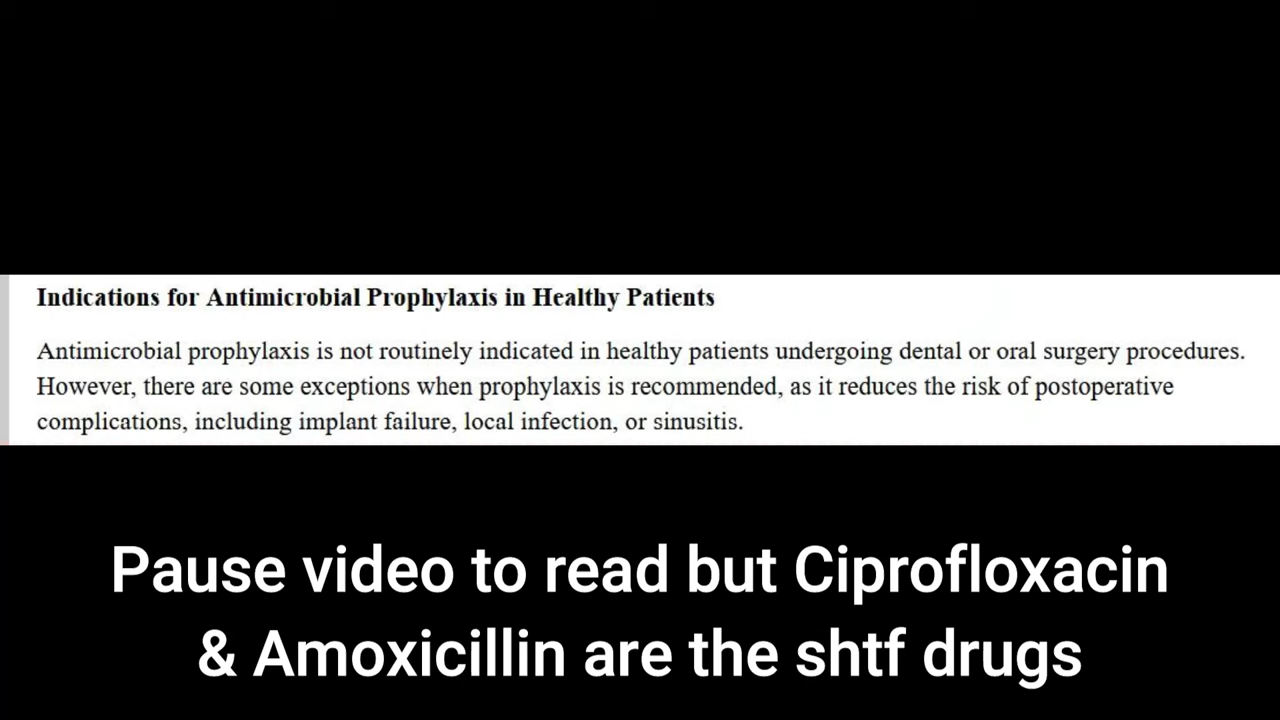 Indications for Antimicrobial Prophylaxis in Healthy Patients
Antimicrobial prophylaxis is not routinely indicated in healthy patients undergoing dental or oral surgery procedures.
However, there are some exceptions when prophylaxis is recommended, as it reduces the risk of postoperative
complications, including implant failure, local infection, or sinusitis.
Pause video to read but Ciprofloxacin
& Amoxicillin are the shtf drugs